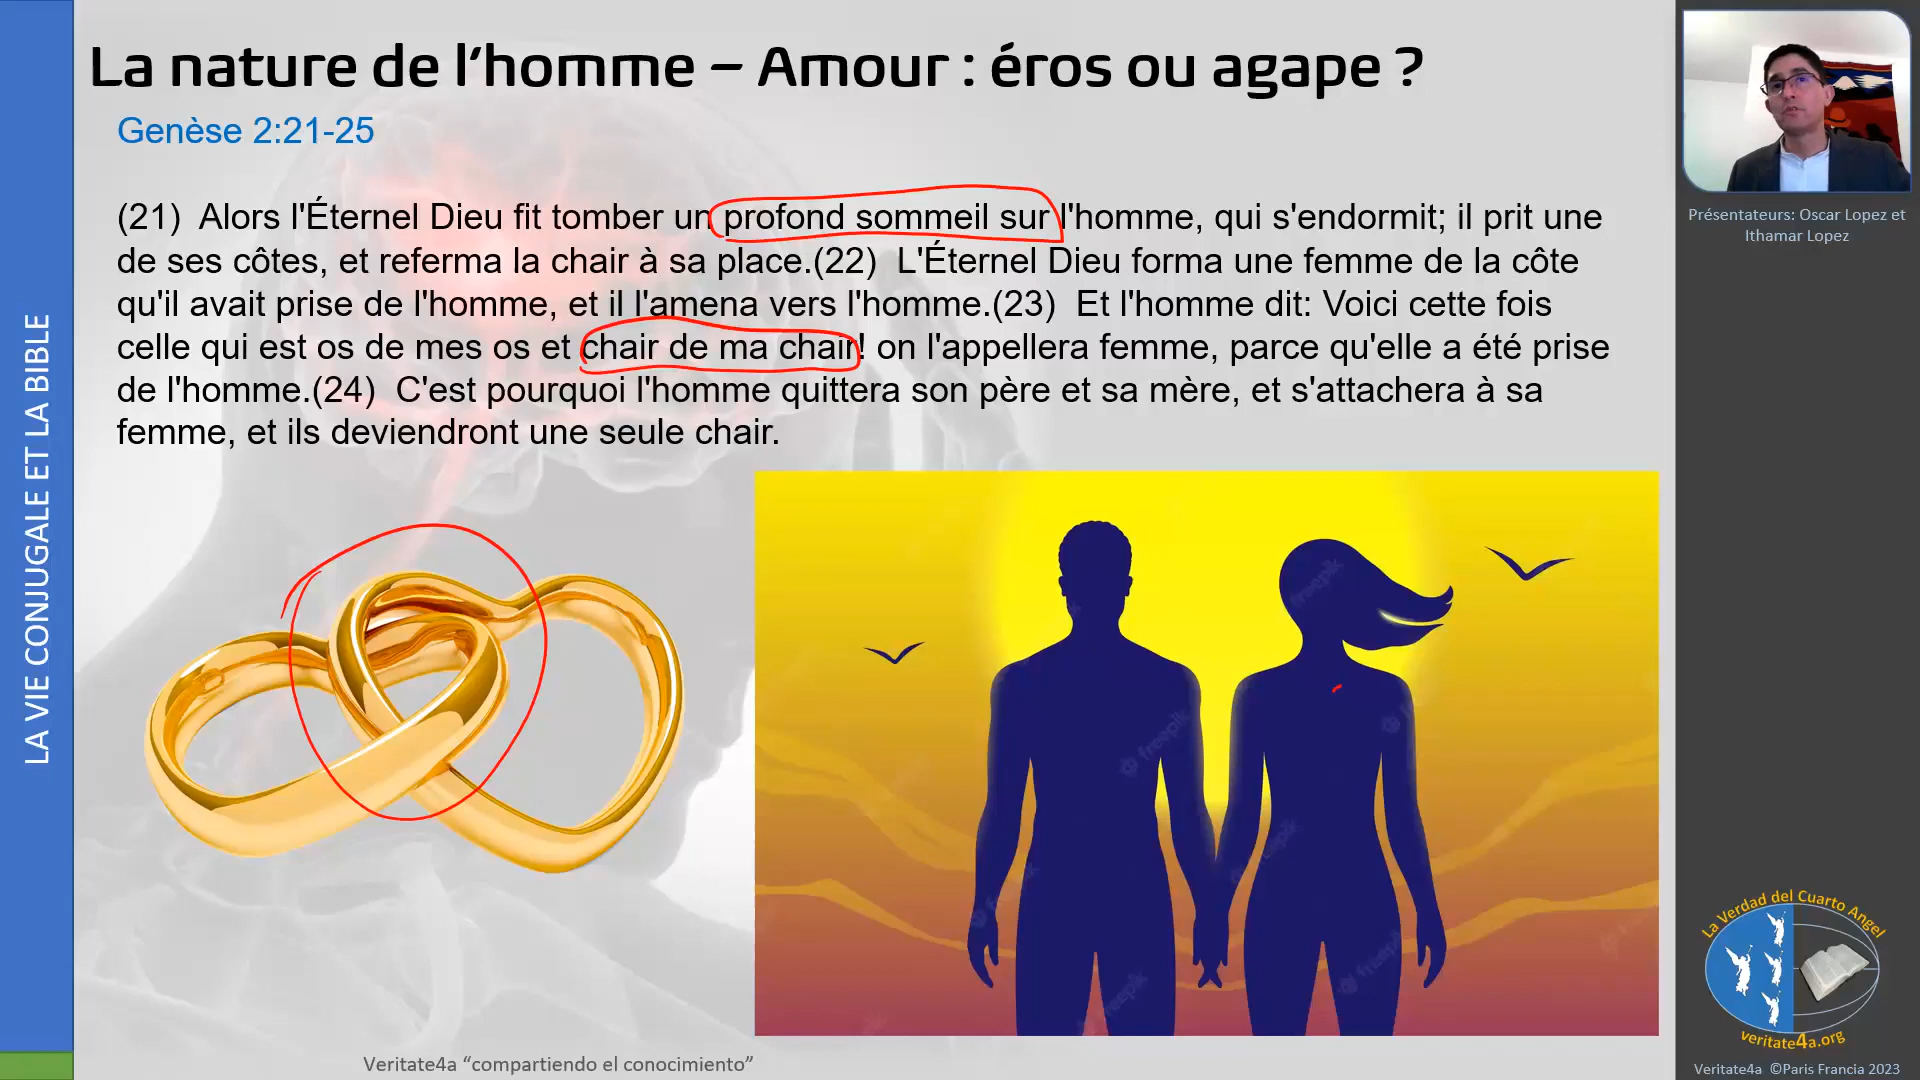 La nature de l'homme – Amour : éros ou agape ?
Genèse 2:21-25
(21) Alors l'Éternel Dieu fit tomber un profond sommeil sur l'homme, qui s'endormit; il prit une
de ses côtes, et referma la chair à sa place.(22) L'Éternel Dieu forma une femme de la côte
qu'il avait prise de l'homme, et il l'amena vers l'homme.(23) Et l'homme dit: Voici cette fois
celle qui est os de mes os et chair de ma chair! on l'appellera femme, parce qu'elle a été prise
de l'homme.(24) C'est pourquoi l'homme quittera son père et sa mère, et s'attachera à sa
femme, et ils deviendront une seule chair.
LA VIE CONJUGALE ET LA BIBLE
freepik
freepik
freepik
freepik
Veritate4a “compartiendo el conocimiento”
Présentateurs: Oscar Lopez et
Ithamar Lopez
La Verdad del Cuarto Angel
veritate4a.org
Veritate4a ©Paris Francia 2023